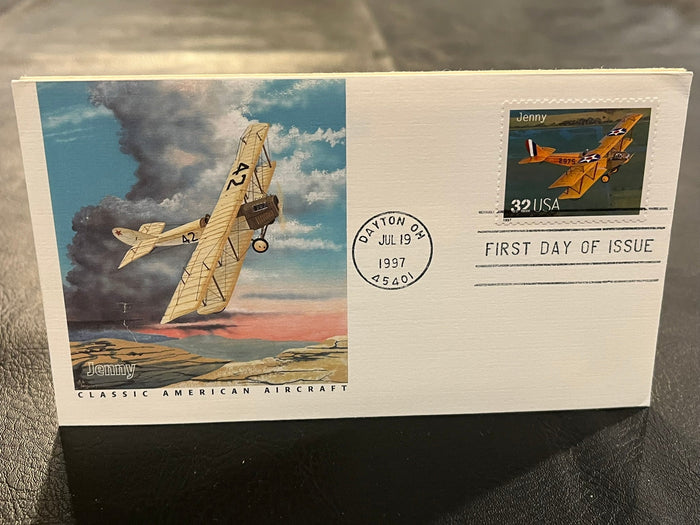 42
42
Jenny
CLASSIC AMERICAN AIRCRAFT
DAYTON OH
JUL 19
1997
45401
Jenny
2975
32 USA
FIRST DAY OF ISSUE